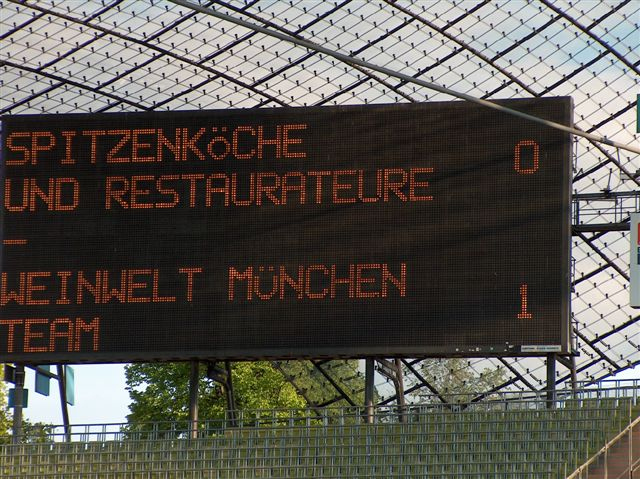 SPITZENKÖCHE
UND RESTAURATEURE 0
–
WEINWELT MÜNCHEN
TEAM 1